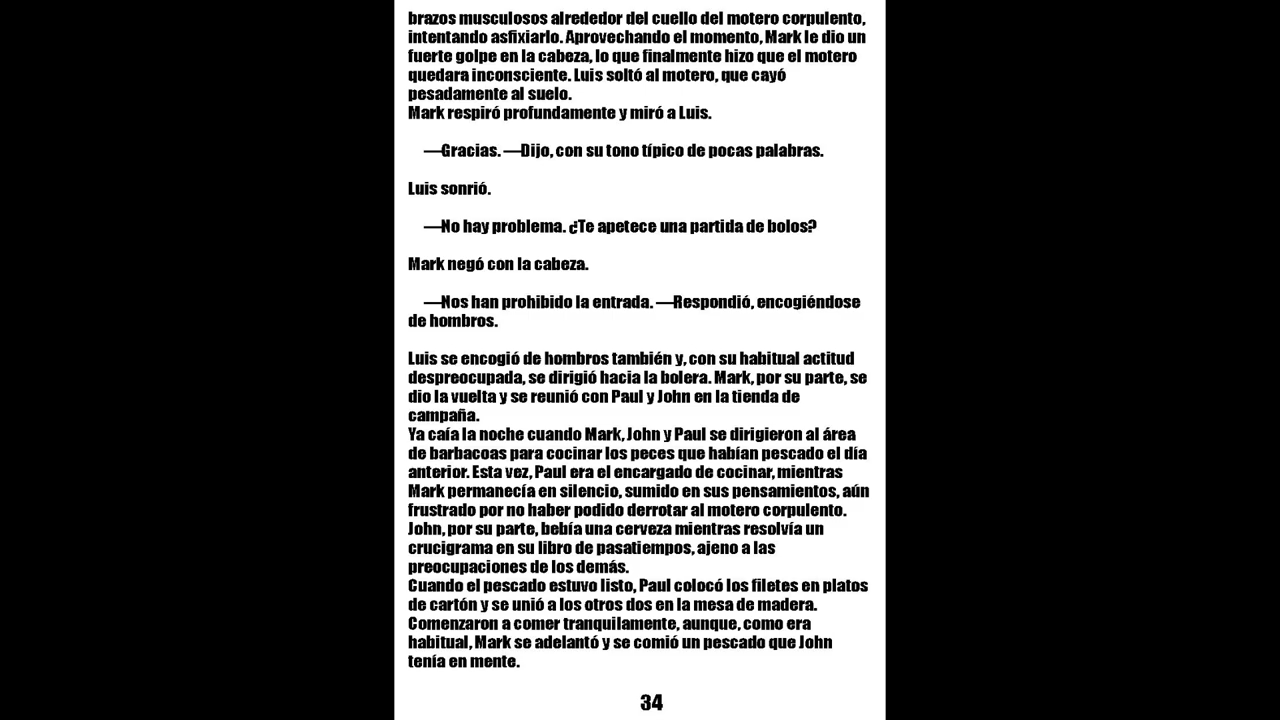 brazos musculosos alrededor del cuello del motero corpulento,
intentando asfixiarlo. Aprovechando el momento, Mark le dio un
fuerte golpe en la cabeza, lo que finalmente hizo que el motero
quedara inconsciente. Luis soltó al motero, que cayó
pesadamente al suelo.
Mark respiró profundamente y miró a Luis.
—Gracias. —Dijo, con su tono típico de pocas palabras.
Luis sonrió.
—No hay problema. ¿Te apetece una partida de bolos?
Mark negó con la cabeza.
—Nos han prohibido la entrada. —Respondió, encogiéndose
de hombros.
Luis se encogió de hombros también y, con su habitual actitud
despreocupada, se dirigió hacia la bolera. Mark, por su parte, se
dio la vuelta y se reunió con Paul y John en la tienda de
campaña.
Ya caía la noche cuando Mark, John y Paul se dirigieron al área
de barbacoas para cocinar los peces que habían pescado el día
anterior. Esta vez, Paul era el encargado de cocinar, mientras
Mark permanecía en silencio, sumido en sus pensamientos, aún
frustrado por no haber podido derrotar al motero corpulento.
John, por su parte, bebía una cerveza mientras resolvía un
crucigrama en su libro de pasatiempos, ajeno a las
preocupaciones de los demás.
Cuando el pescado estuvo listo, Paul colocó los filetes en platos
de cartón y se unió a los otros dos en la mesa de madera.
Comenzaron a comer tranquilamente, aunque, como era
habitual, Mark se adelantó y se comió un pescado que John
tenía en mente.
34